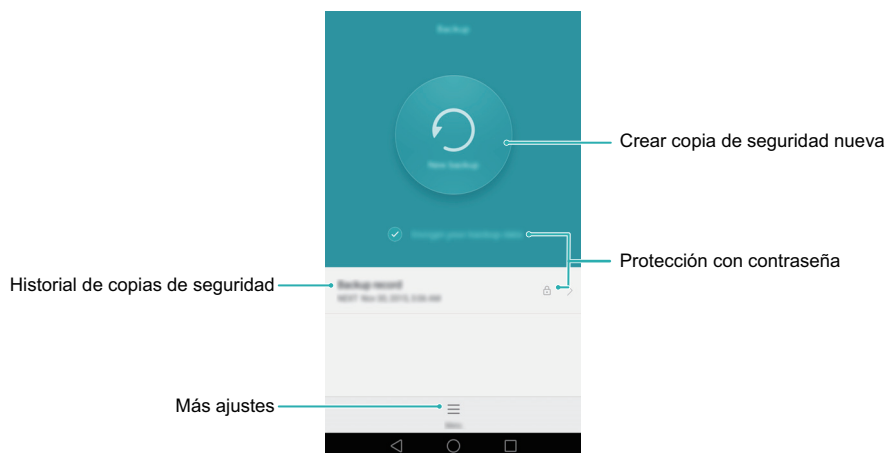 Backup
Crear copia de seguridad nueva
New backup
Protección con contraseña
Historial de copias de seguridad
Backup record
Más ajustes